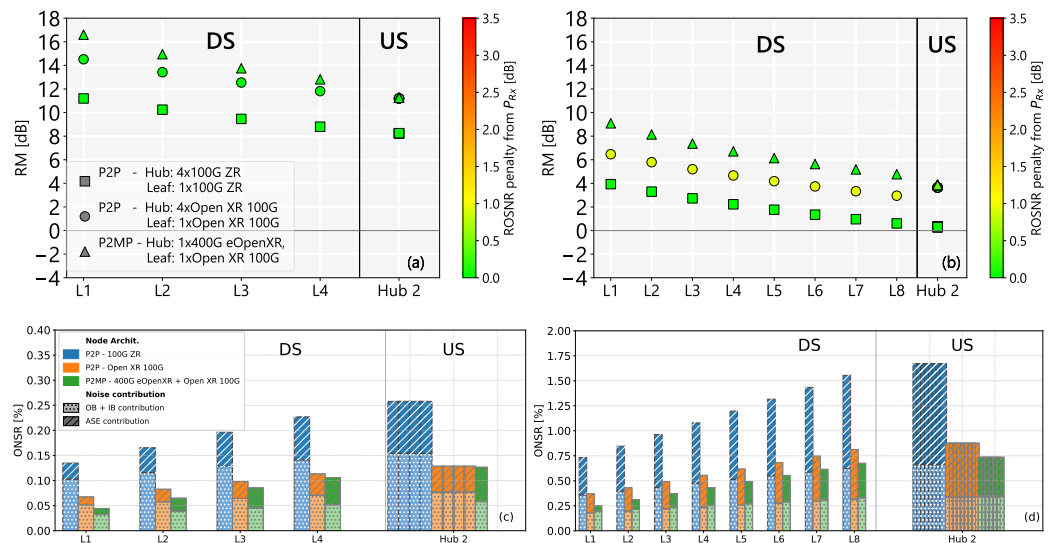 18
16
14
12
10
8
6
4
2
0
−2
−4
RM [dB]
DS
US
P2P - Hub: 4x100G ZR
Leaf: 1x100G ZR
P2P - Hub: 4xOpen XR 100G
Leaf: 1xOpen XR 100G
P2MP - Hub: 1x400G eOpenXR,
Leaf: 1xOpen XR 100G
(a)
L1 L2 L3 L4 Hub 2
3.5
3.0
2.5
2.0
1.5
1.0
0.5
0.0
ROSNR penalty from P_Rx [dB]
18
16
14
12
10
8
6
4
2
0
−2
−4
RM [dB]
DS
US
(b)
L1 L2 L3 L4 L5 L6 L7 L8 Hub 2
3.5
3.0
2.5
2.0
1.5
1.0
0.5
0.0
ROSNR penalty from P_Rx [dB]
0.40
0.35
0.30
0.25
0.20
0.15
0.10
0.05
0.00
ONSR [%]
Node Archit.
P2P - 100G ZR
P2P - Open XR 100G
P2MP - 400G eOpenXR + Open XR 100G
Noise contribution
OB + IB contribution
ASE contribution
DS
US
(c)
L1 L2 L3 L4 Hub 2
2.00
1.75
1.50
1.25
1.00
0.75
0.50
0.25
0.00
ONSR [%]
DS
US
(d)
L1 L2 L3 L4 L5 L6 L7 L8 Hub 2